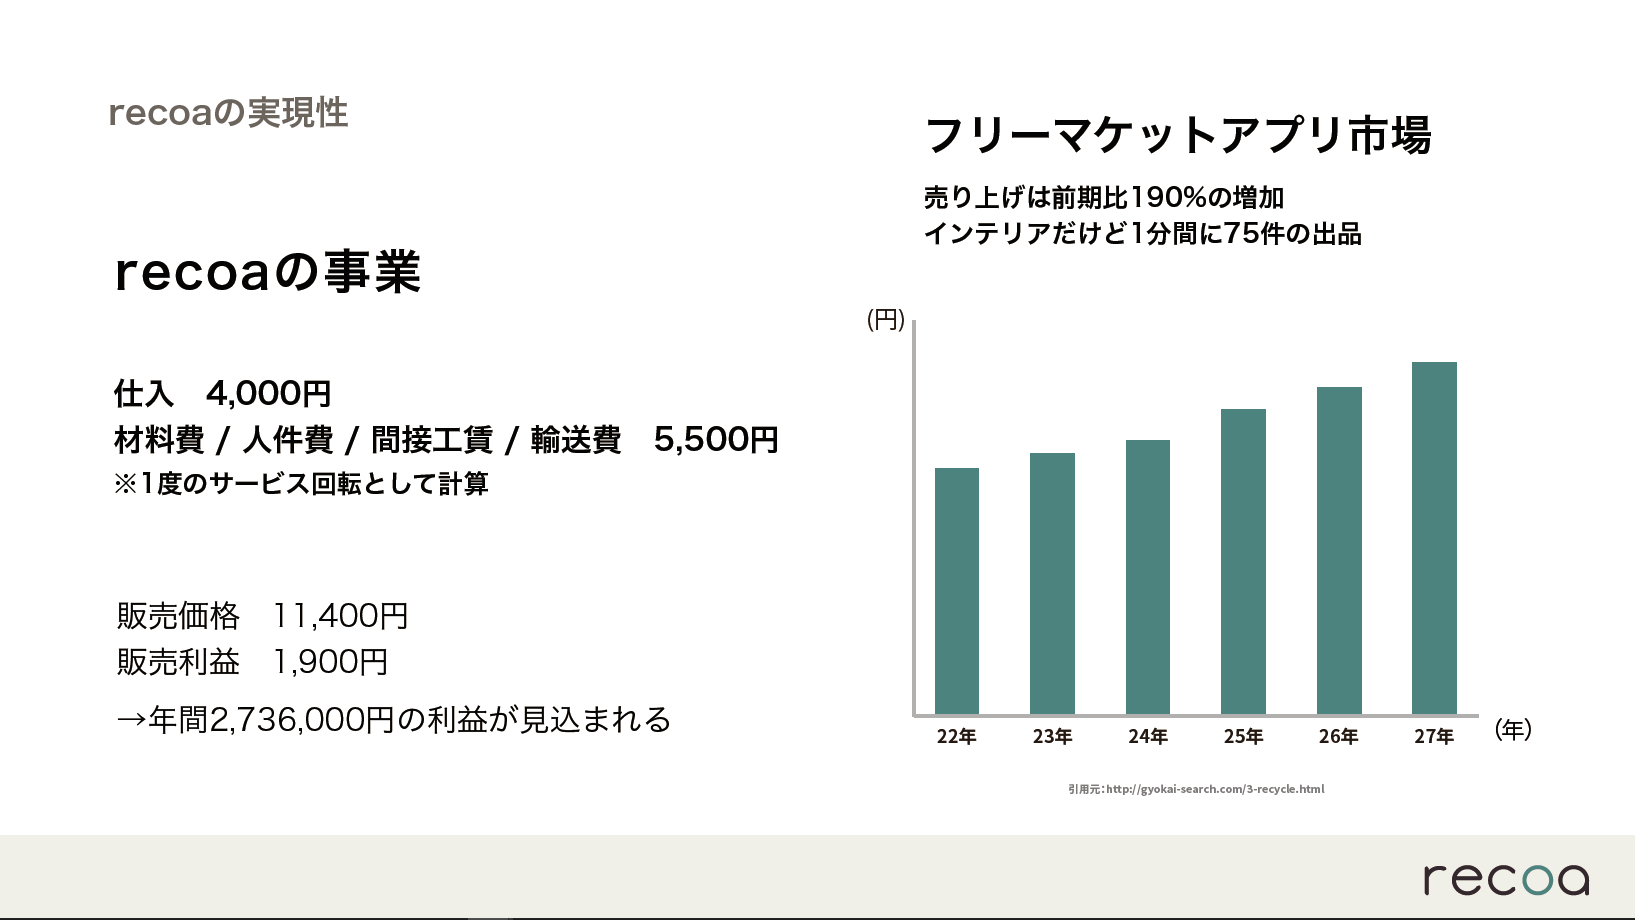 recoaの実現性
recoaの事業
仕入　4,000円
材料費 / 人件費 / 間接工賃 / 輸送費　5,500円
※1度のサービス回転として計算
販売価格　11,400円
販売利益　1,900円
→年間2,736,000円の利益が見込まれる
フリーマケットアプリ市場
売り上げは前期比190%の増加
インテリアだけど1分間に75件の出品
(円)
22年 23年 24年 25年 26年 27年
(年)
引用元：http://gyokai-search.com/3-recycle.html
recoa